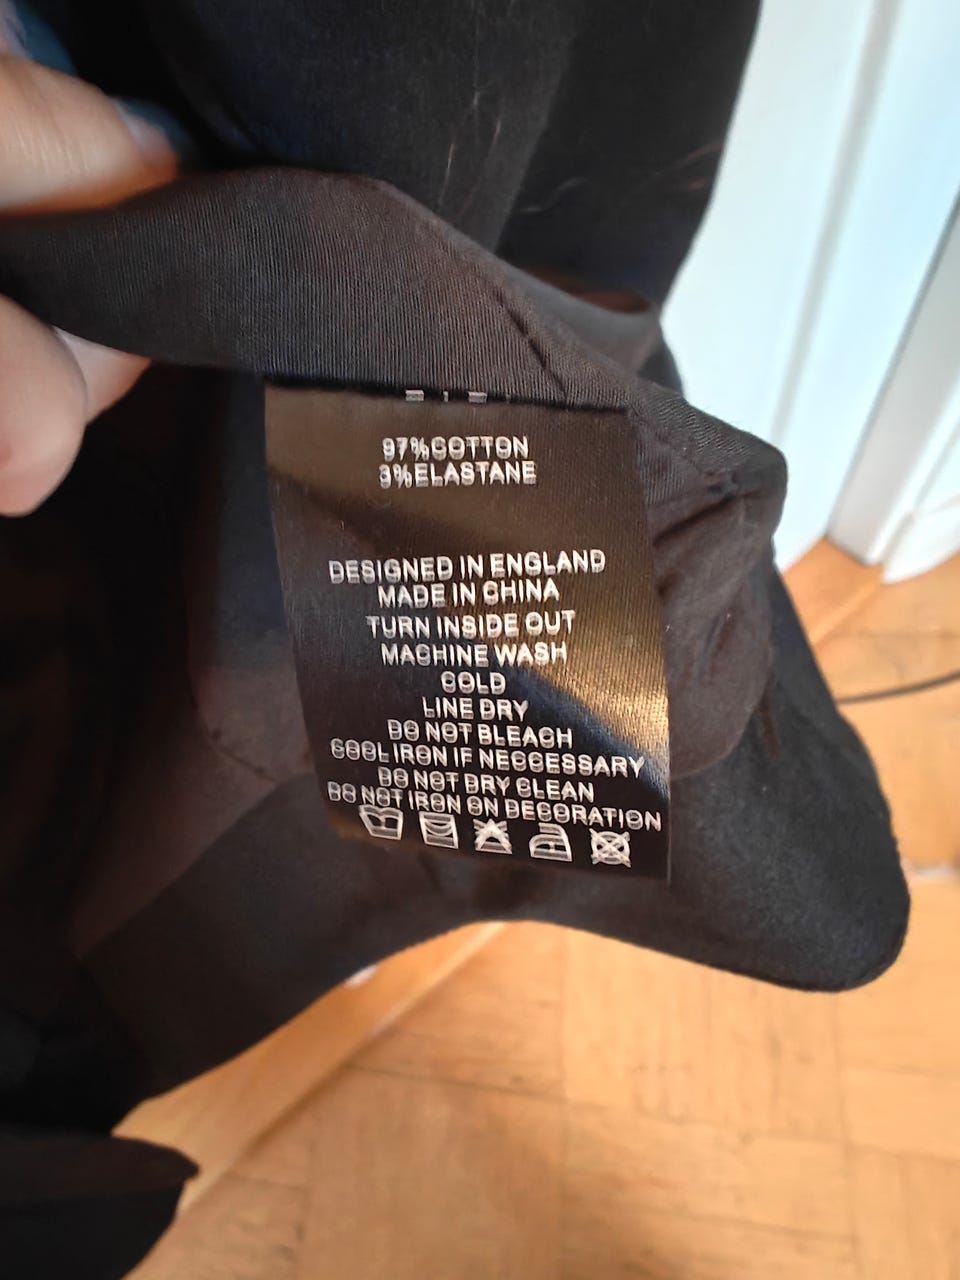 97%COTTON
3%ELASTANE
DESIGNED IN ENGLAND
MADE IN CHINA
TURN INSIDE OUT
MACHINE WASH
COLD
LINE DRY
DO NOT BLEACH
COOL IRON IF NECCESSARY
DO NOT DRY CLEAN
DO NOT IRON ON DECORATION